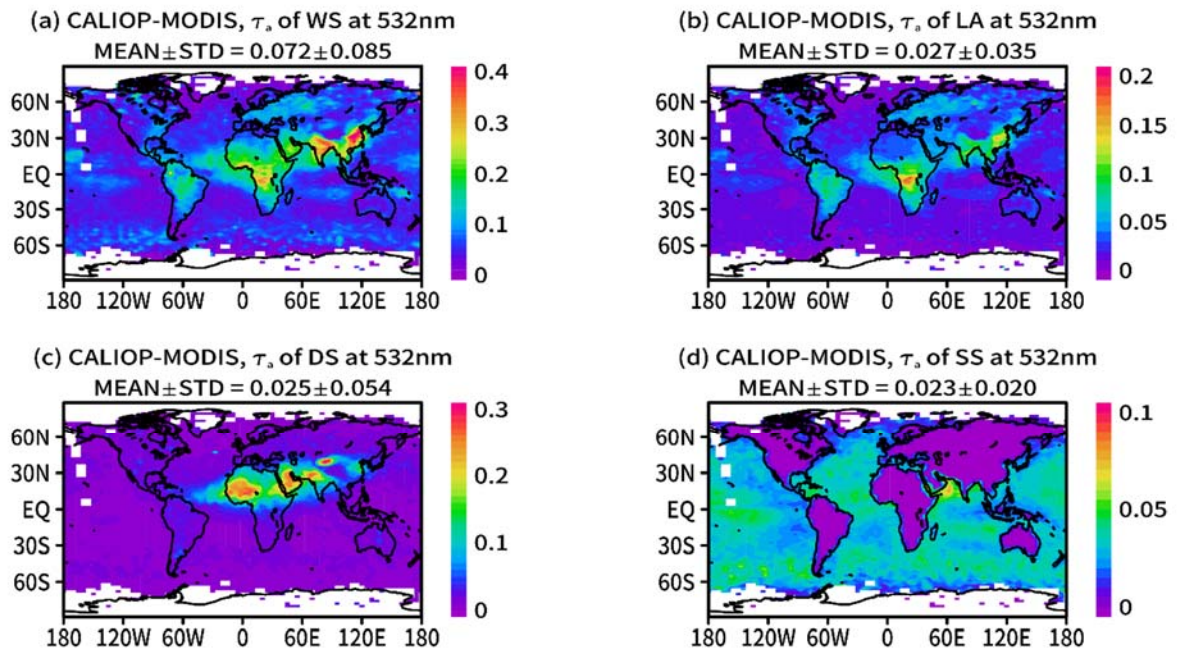 (a) CALIOP-MODIS, τₐ of WS at 532nm
MEAN±STD = 0.072±0.085
0.4
0.3
0.2
0.1
0
60N
30N
EQ
30S
60S
180 120W 60W 0 60E 120E 180
(b) CALIOP-MODIS, τₐ of LA at 532nm
MEAN±STD = 0.027±0.035
0.2
0.15
0.1
0.05
0
60N
30N
EQ
30S
60S
180 120W 60W 0 60E 120E 180
(c) CALIOP-MODIS, τₐ of DS at 532nm
MEAN±STD = 0.025±0.054
0.3
0.2
0.1
0
60N
30N
EQ
30S
60S
180 120W 60W 0 60E 120E 180
(d) CALIOP-MODIS, τₐ of SS at 532nm
MEAN±STD = 0.023±0.020
0.1
0.05
0
60N
30N
EQ
30S
60S
180 120W 60W 0 60E 120E 180